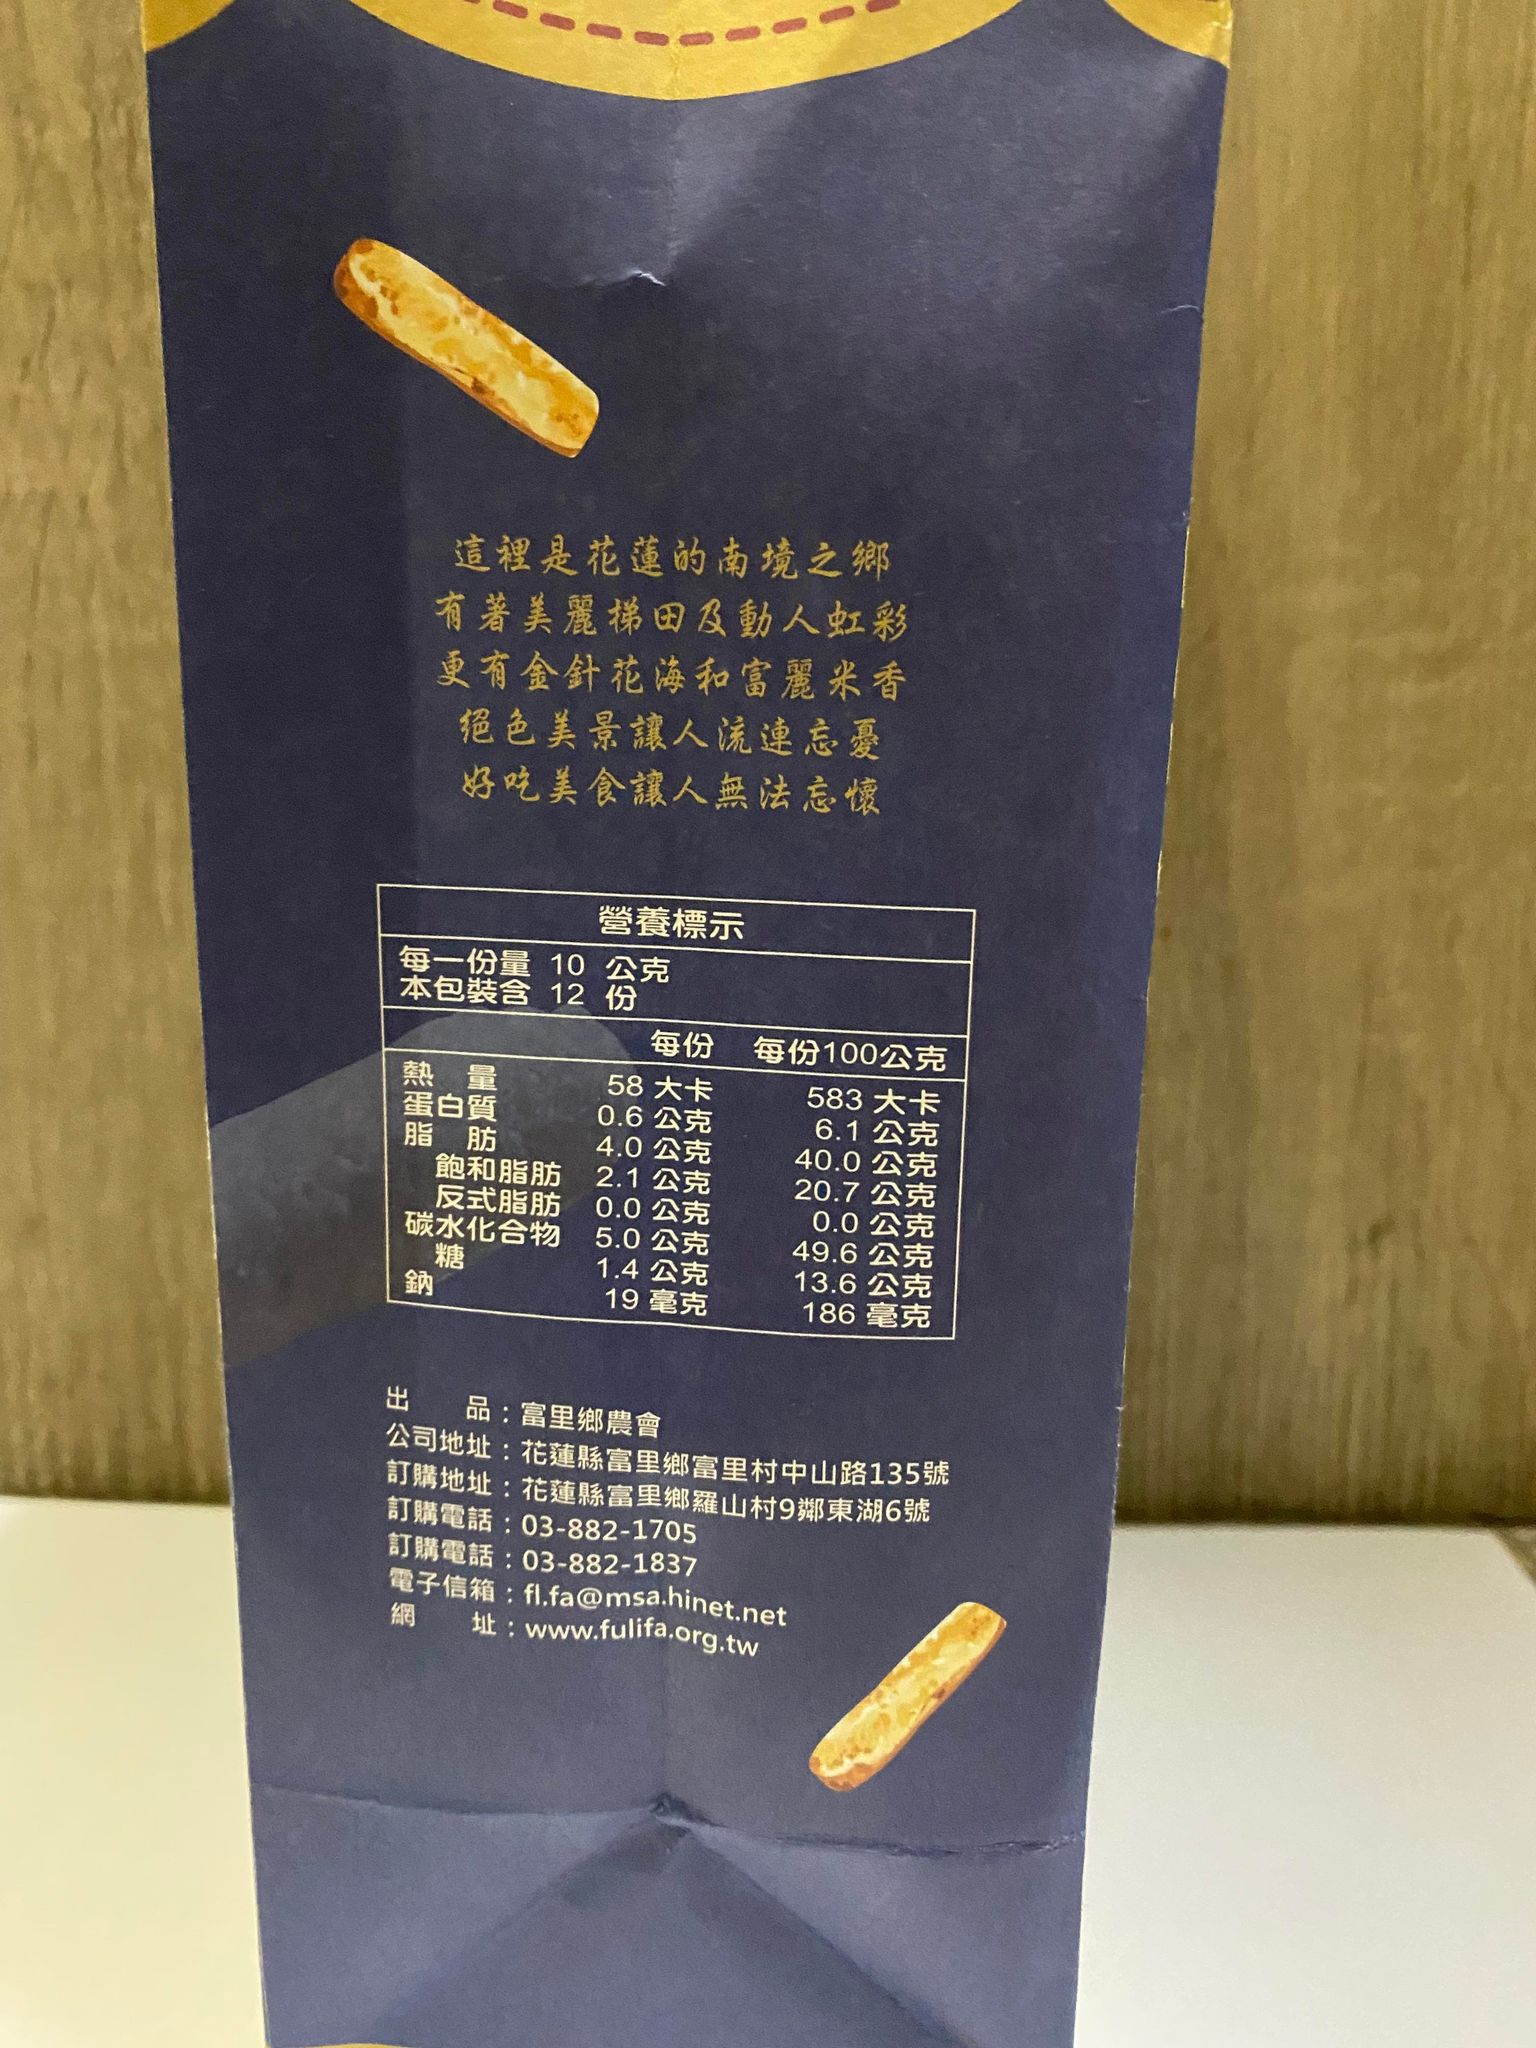 這裡是花蓮的南境之鄉
有著美麗梯田及動人虹彩
更有金針花海和富麗米香
絕色美景讓人流連忘憂
好吃美食讓人無法忘懷
營養標示
每一份量 10 公克
本包裝含 12 份
每份 每份100公克
熱量 58 大卡 583 大卡
蛋白質 0.6 公克 6.1 公克
脂肪 4.0 公克 40.0 公克
飽和脂肪 2.1 公克 20.7 公克
反式脂肪 0.0 公克 0.0 公克
碳水化合物 5.0 公克 49.6 公克
糖 1.4 公克 13.6 公克
鈉 19 毫克 186 毫克
出品：富里鄉農會
公司地址：花蓮縣富里鄉富里村中山路135號
訂購地址：花蓮縣富里鄉羅山村9鄰東湖6號
訂購電話：03-882-1705
訂購電話：03-882-1837
電子信箱：fl.fa@msa.hinet.net
網址：www.fulifa.org.tw